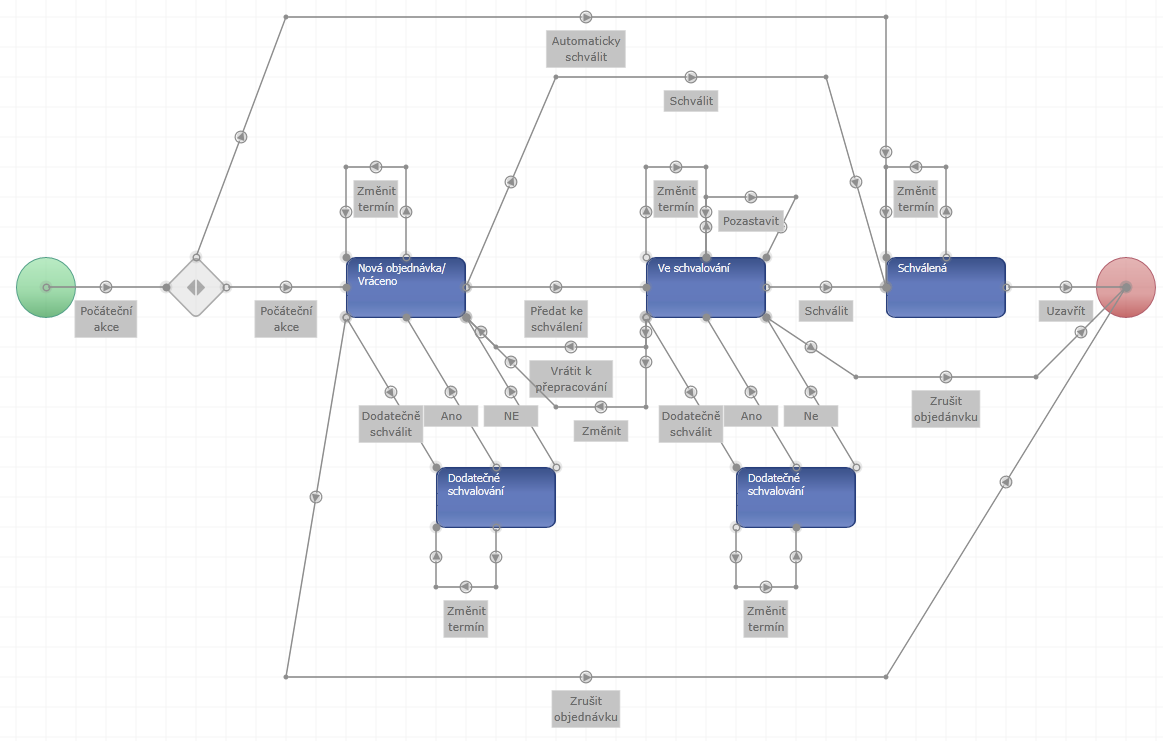 Automaticky
schválit
Schválit
Změnit
termín
Změnit
termín
Pozastavit
Změnit
termín
Nová objednávka/
Vráceno
Ve schvalování
Schválená
Počáteční
akce
Počáteční
akce
Předat ke
schválení
Schválit
Uzavřít
Vrátit k
přepracování
Zrušit
objedánvku
Dodatečně
schválit
Ano
NE
Změnit
Dodatečně
schválit
Ano
Ne
Dodatečné
schvalování
Dodatečné
schvalování
Změnit
termín
Změnit
termín
Zrušit
objednávku